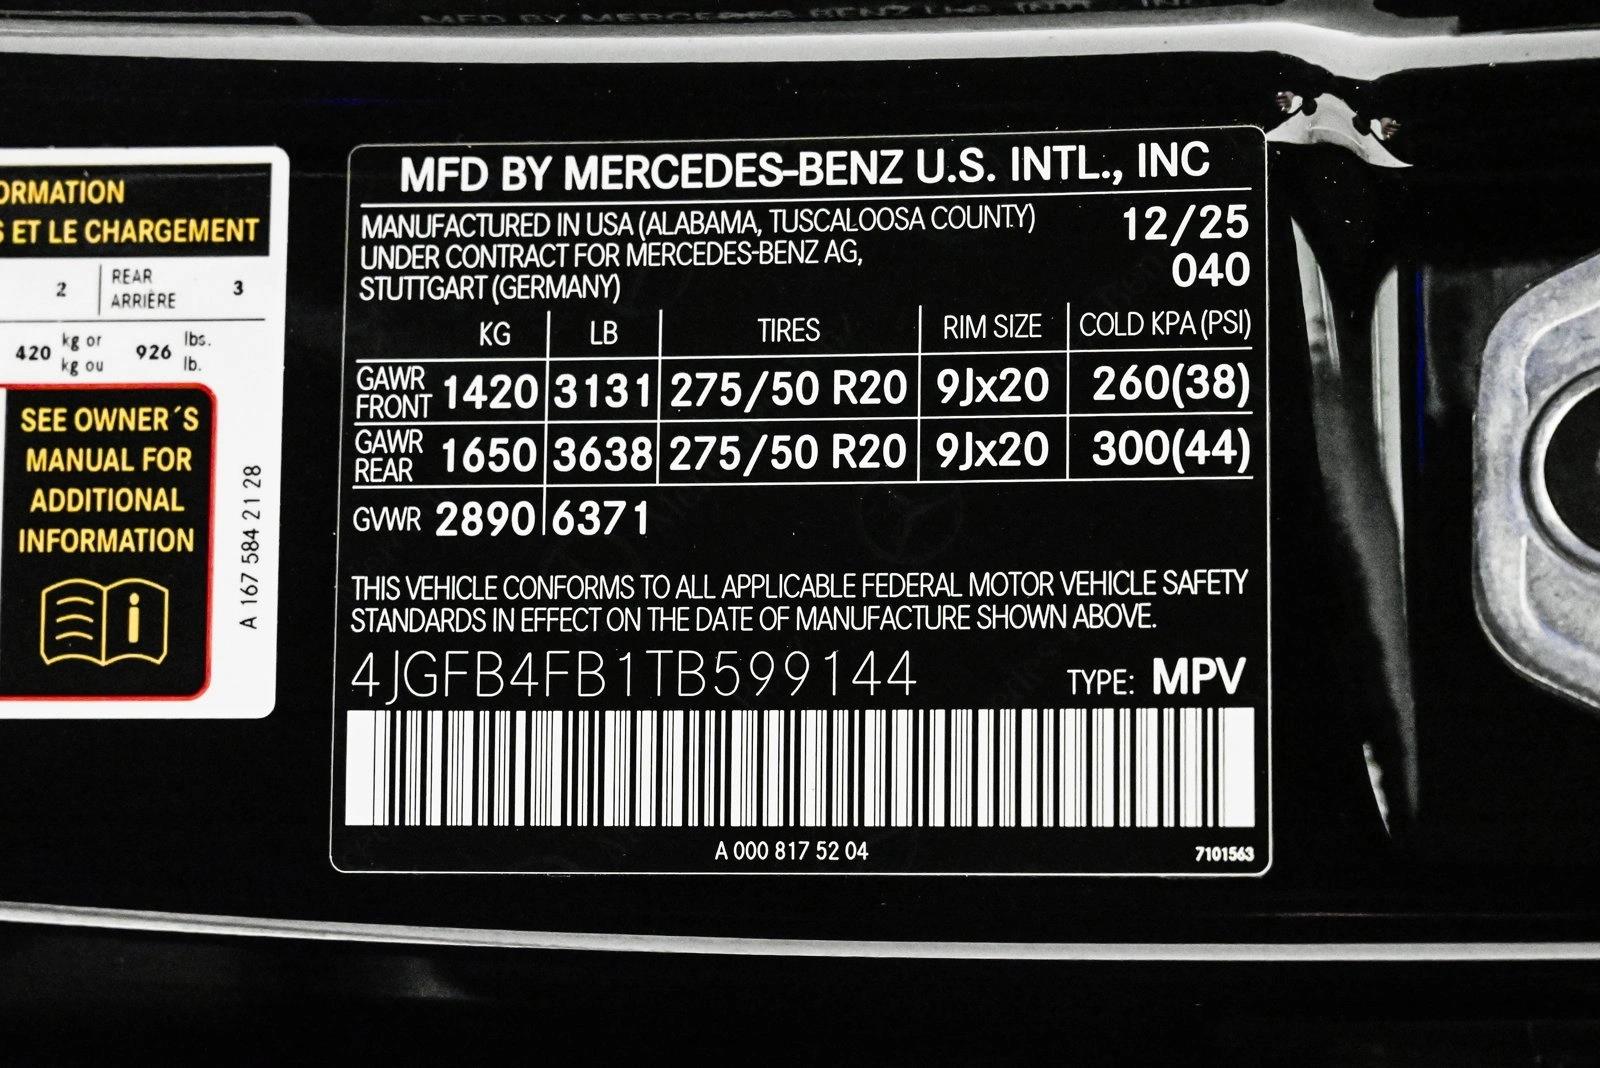 ORMATION
S ET LE CHARGEMENT
2 REAR ARRIÈRE 3
420 kg or kg ou 926 lbs. lb.
SEE OWNER´S
MANUAL FOR
ADDITIONAL
INFORMATION
A 167 584 21 28
MFD BY MERCEDES-BENZ U.S. INTL., INC
MANUFACTURED IN USA (ALABAMA, TUSCALOOSA COUNTY) 12/25
UNDER CONTRACT FOR MERCEDES-BENZ AG, 040
STUTTGART (GERMANY)
KG LB TIRES RIM SIZE COLD KPA (PSI)
GAWR FRONT 1420 3131 275/50 R20 9Jx20 260(38)
GAWR REAR 1650 3638 275/50 R20 9Jx20 300(44)
GVWR 2890 6371
THIS VEHICLE CONFORMS TO ALL APPLICABLE FEDERAL MOTOR VEHICLE SAFETY
STANDARDS IN EFFECT ON THE DATE OF MANUFACTURE SHOWN ABOVE.
4JGFB4FB1TB599144 TYPE: MPV
A 000 817 52 04 7101563